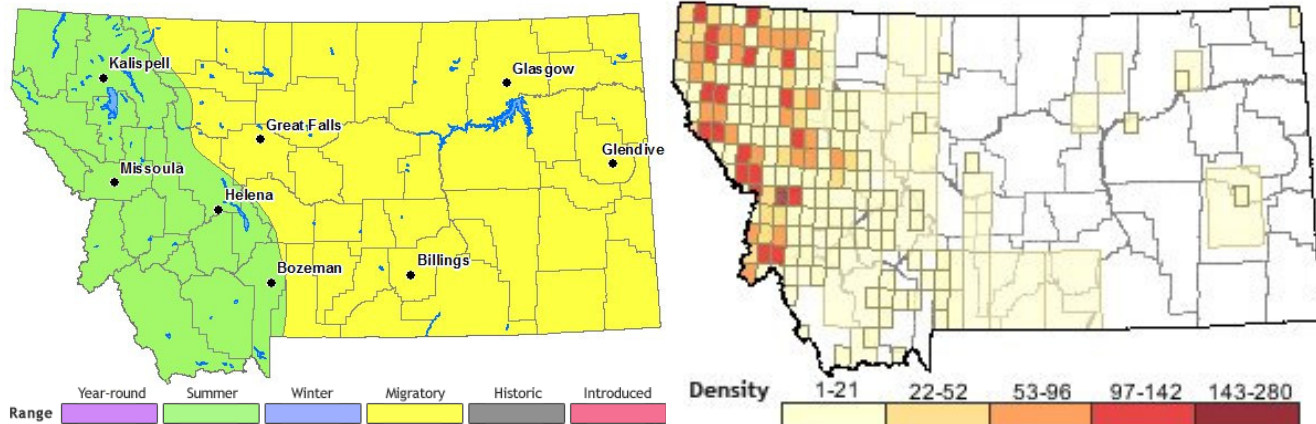 Kalispell
Glasgow
Great Falls
Glendive
Missoula
Helena
Bozeman
Billings
Year-round Summer Winter Migratory Historic Introduced
Range
Density 1-21 22-52 53-96 97-142 143-280